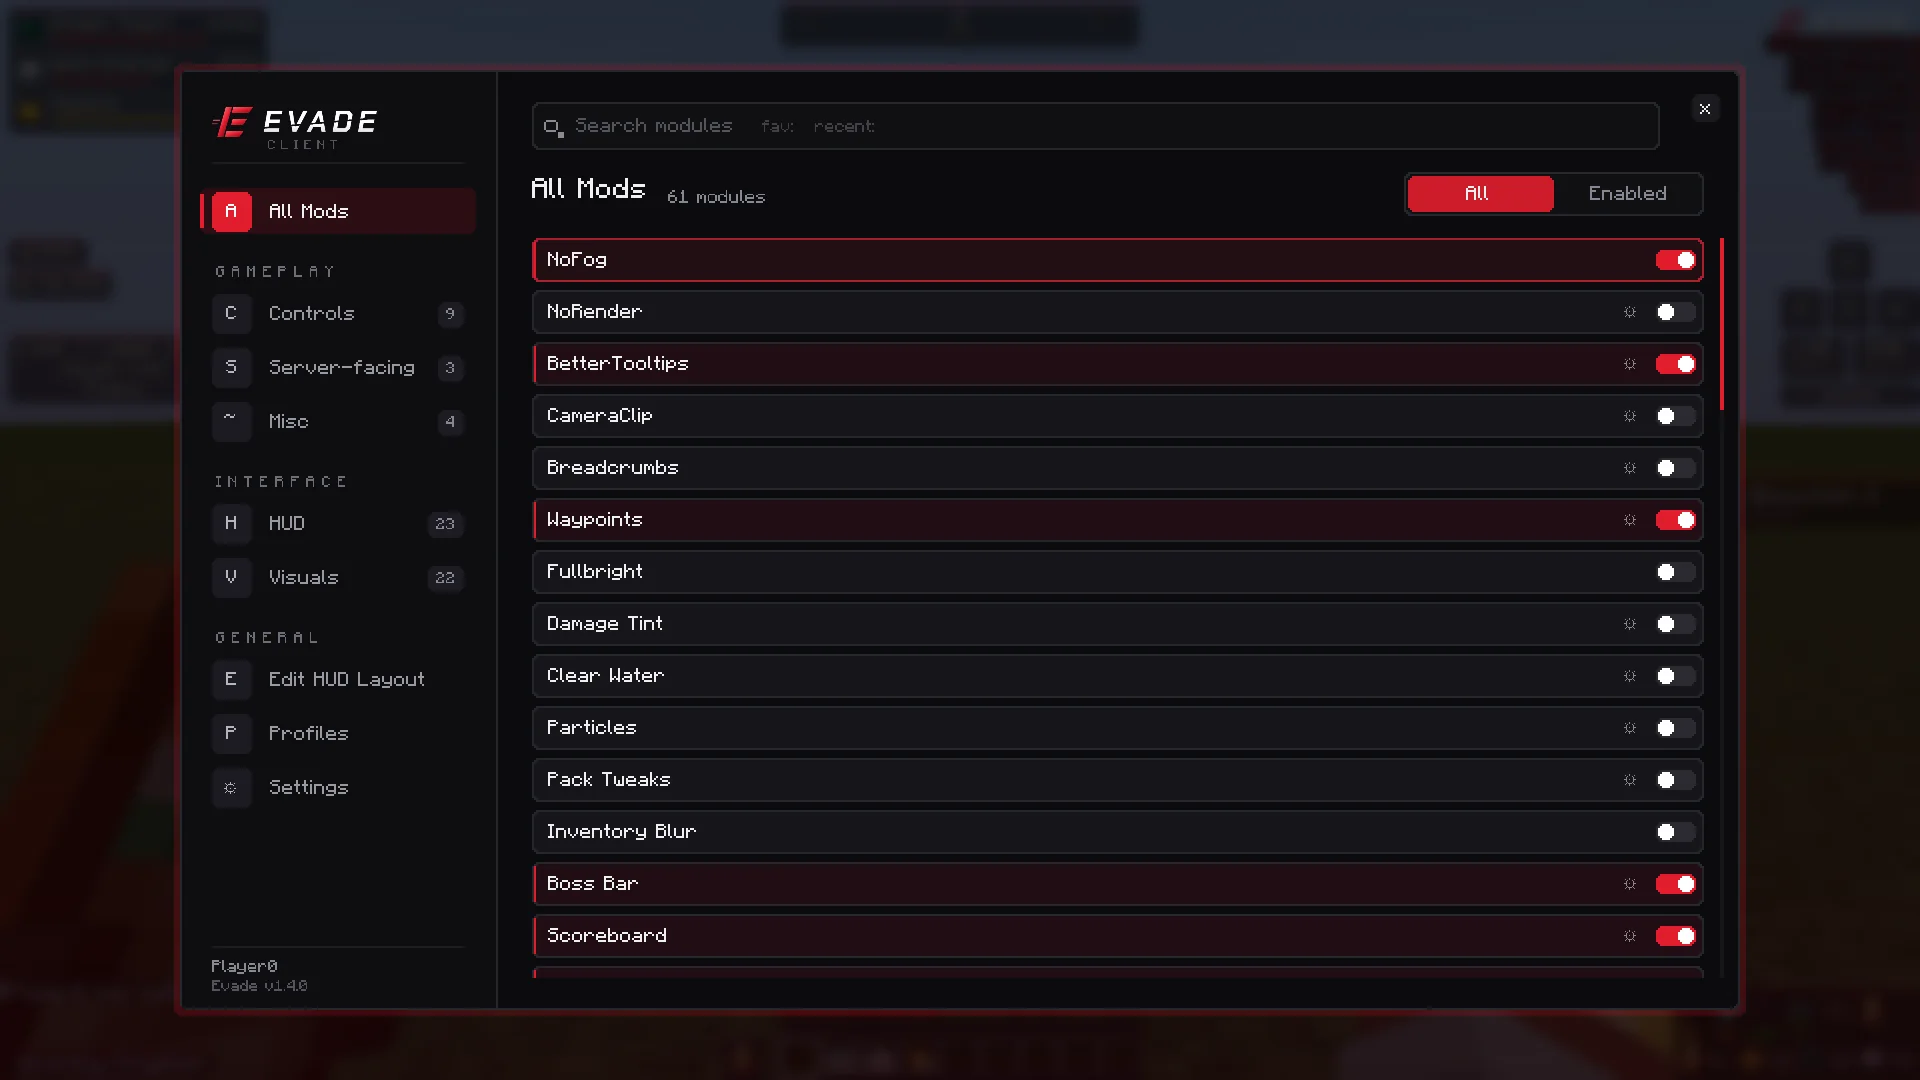 EVADE
CLIENT
Search modules fav: recent:
All Mods 61 modules
All Enabled
A All Mods
GAMEPLAY
C Controls 9
S Server-facing 3
~ Misc 4
INTERFACE
H HUD 23
V Visuals 22
GENERAL
E Edit HUD Layout
P Profiles
Settings
Player0
Evade v1.4.0
NoFog
NoRender
BetterTooltips
CameraClip
Breadcrumbs
Waypoints
Fullbright
Damage Tint
Clear Water
Particles
Pack Tweaks
Inventory Blur
Boss Bar
Scoreboard